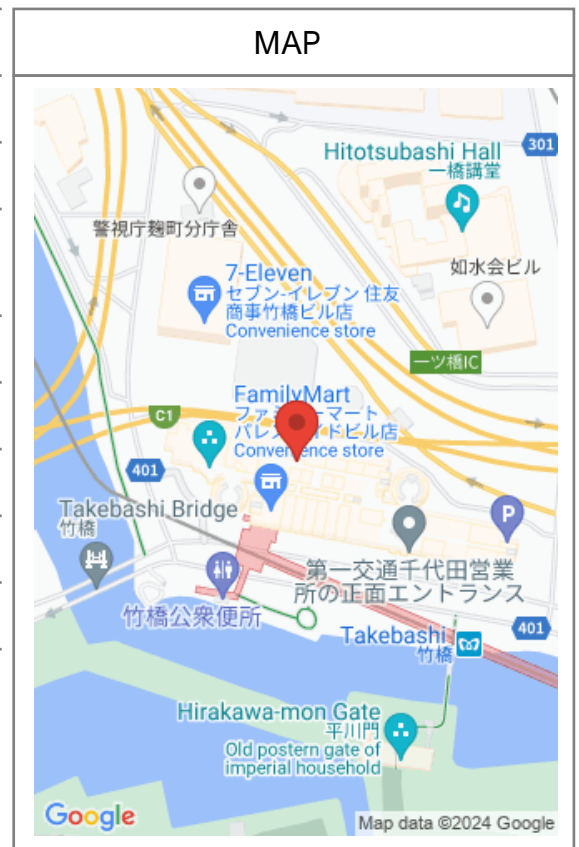 MAP
Hitotsubashi Hall
一橋講堂
301
警視庁麹町分庁舎
如水会ビル
7-Eleven
セブン-イレブン 住友
商事竹橋ビル店
Convenience store
一ツ橋IC
FamilyMart
C1
Convenience store
401
Takebashi Bridge
竹橋
P
第一交通千代田営業
所の正面エントランス
竹橋公衆便所
401
Takebashi
竹橋
Hirakawa-mon Gate
平川門
Old postern gate of
imperial household
Google
Map data ©2024 Google